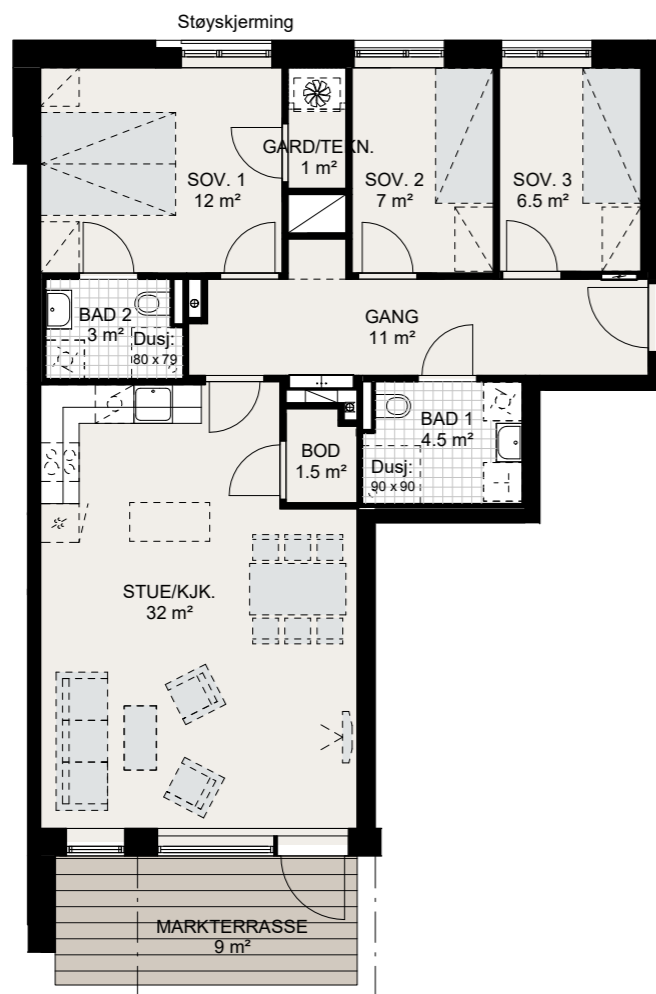 Støyskjerming
GARD/TEKN.
1 m²
SOV. 1
12 m²
SOV. 2
7 m²
SOV. 3
6.5 m²
BAD 2
3 m²
Dusj:
80 x 79
GANG
11 m²
BAD 1
4.5 m²
Dusj:
90 x 90
BOD
1.5 m²
STUE/KJK.
32 m²
MARKTERRASSE
9 m²